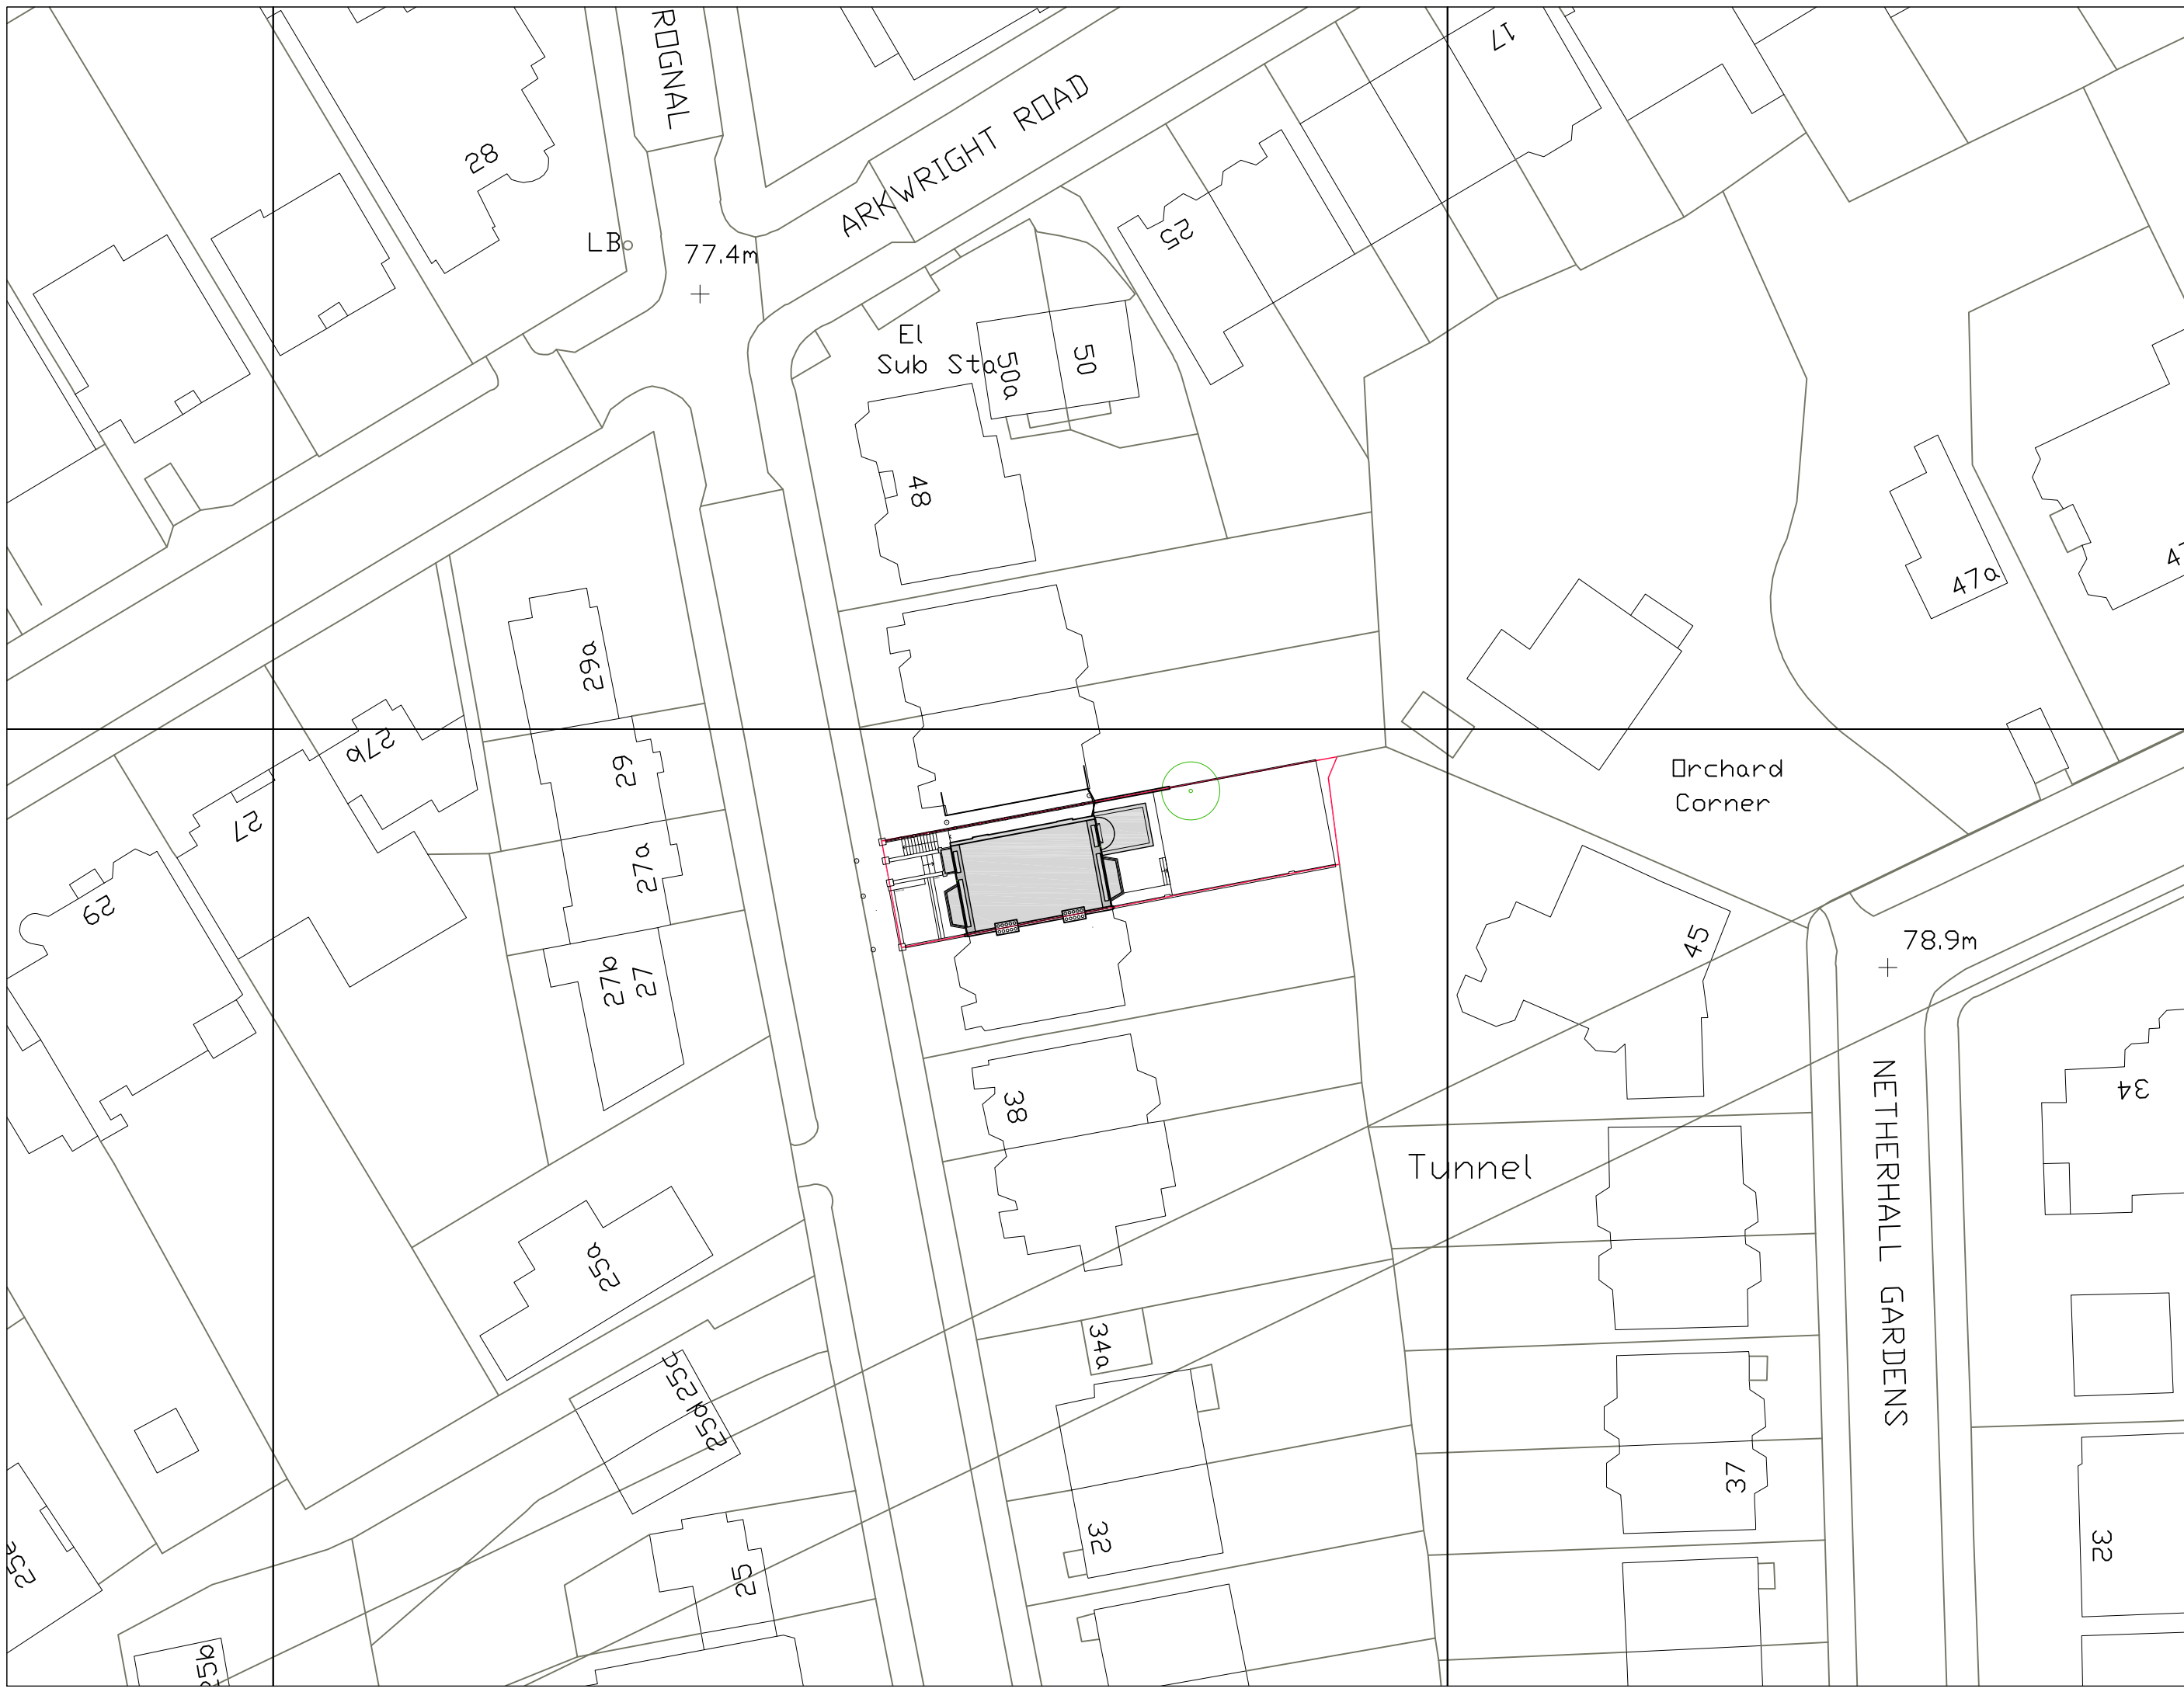 ROGNAL
17
ARKWRIGHT ROAD
28
25
LB
77.4m
El
Sub Sta
50a
50
48
47a
29a
27b
29
Orchard
Corner
27
27a
29
45
78.9m
27b
27
38
34
NETHERHALL GARDENS
Tunnel
25a
34a
25d
37
32
32
25
25b